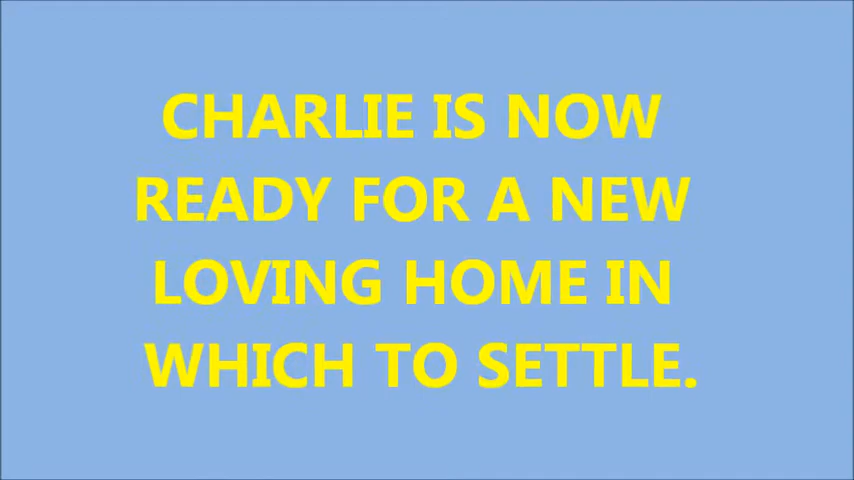 CHARLIE IS NOW
READY FOR A NEW
LOVING HOME IN
WHICH TO SETTLE.